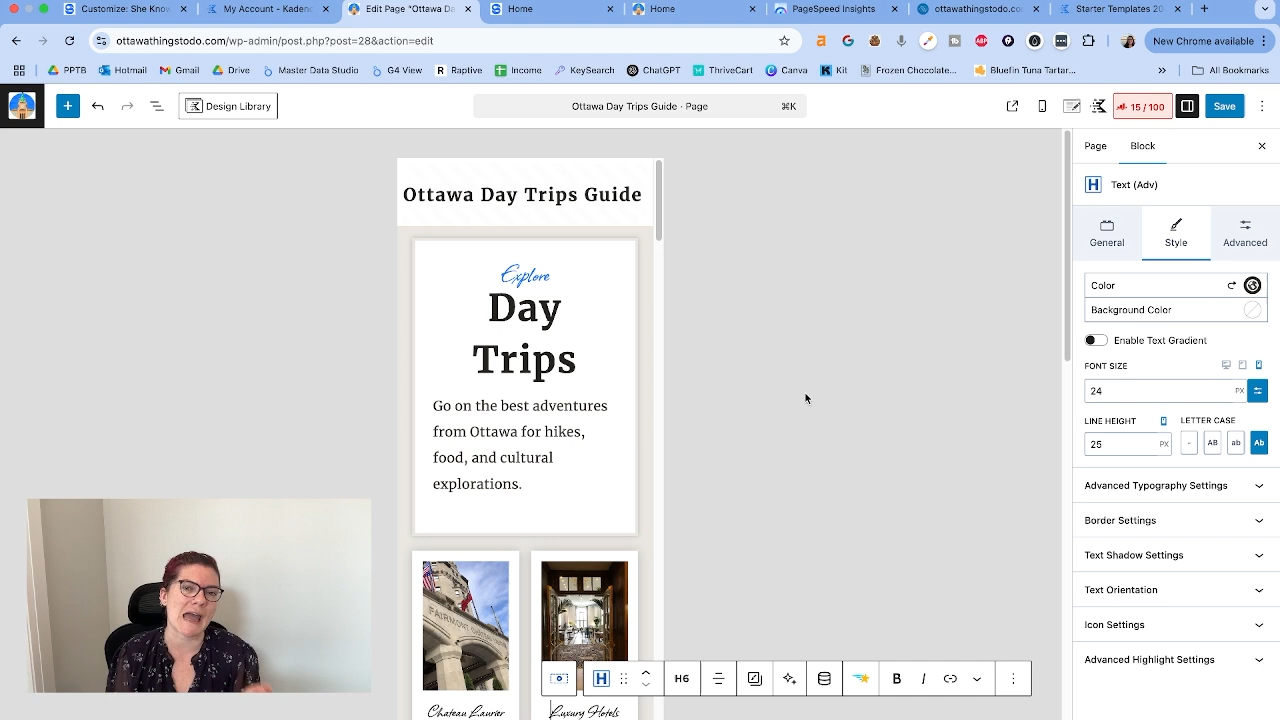 Customize: She Know
My Account - Kadenc
Edit Page "Ottawa Da
Home
Home
PageSpeed Insights
ottawathingstodo.co
Starter Templates 20
ottawathingstodo.com/wp-admin/post.php?post=28&action=edit
New Chrome available
PPTB
Hotmail
Gmail
Drive
Master Data Studio
G4 View
Raptive
Income
KeySearch
ChatGPT
ThriveCart
Canva
Kit
Frozen Chocolate...
Bluefin Tuna Tartar...
All Bookmarks
Design Library
Ottawa Day Trips Guide · Page
⌘K
15 / 100
Save
Page
Block
Text (Adv)
General
Style
Advanced
Color
Background Color
Enable Text Gradient
FONT SIZE
24
PX
LINE HEIGHT
LETTER CASE
25
PX
-
AB
ab
Ab
Advanced Typography Settings
Border Settings
Text Shadow Settings
Text Orientation
Icon Settings
Advanced Highlight Settings
Ottawa Day Trips Guide
Explore
Day
Trips
Go on the best adventures
from Ottawa for hikes,
food, and cultural
explorations.
Chateau Laurier
Luxury Hotels
H6
B
I